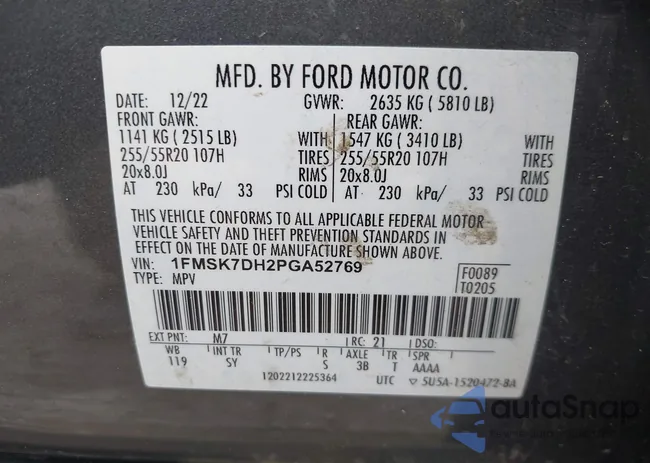 MFD. BY FORD MOTOR CO.
DATE: 12/22 GVWR: 2635 KG ( 5810 LB)
FRONT GAWR: REAR GAWR:
1141 KG ( 2515 LB) WITH 1547 KG ( 3410 LB) WITH
255/55R20 107H TIRES 255/55R20 107H TIRES
20x8.0J RIMS 20x8.0J RIMS
AT 230 kPa/ 33 PSI COLD AT 230 kPa/ 33 PSI COLD
THIS VEHICLE CONFORMS TO ALL APPLICABLE FEDERAL MOTOR
VEHICLE SAFETY AND THEFT PREVENTION STANDARDS IN
EFFECT ON THE DATE OF MANUFACTURE SHOWN ABOVE.
VIN: 1FMSK7DH2PGA52769 F0089
TYPE: MPV T0205
EXT PNT: M7 RC: 21 DSO:
WB INT TR TP/PS R AXLE TR SPR
119 SY S 3B T AAAA
1202212225364 UTC ▽ 5U5A-1520472-BA
autoSnap